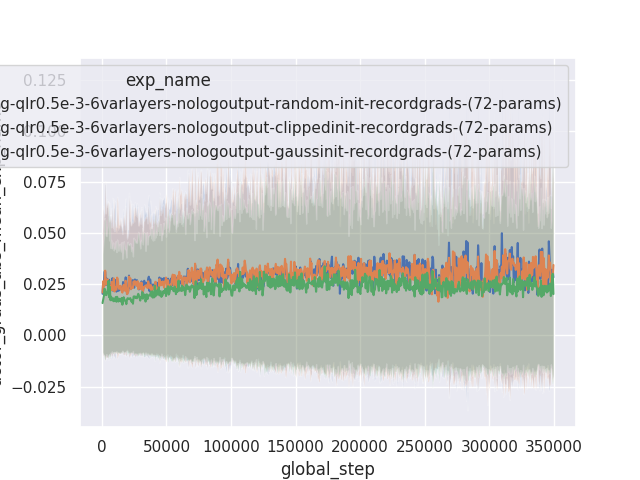 exp_name
g-qlr0.5e-3-6varlayers-nologoutput-random-init-recordgrads-(72-params)
g-qlr0.5e-3-6varlayers-nologoutput-clippedinit-recordgrads-(72-params)
g-qlr0.5e-3-6varlayers-nologoutput-gaussinit-recordgrads-(72-params)
0.125
0.100
0.075
0.050
0.025
0.000
−0.025
0 50000 100000 150000 200000 250000 300000 350000
global_step